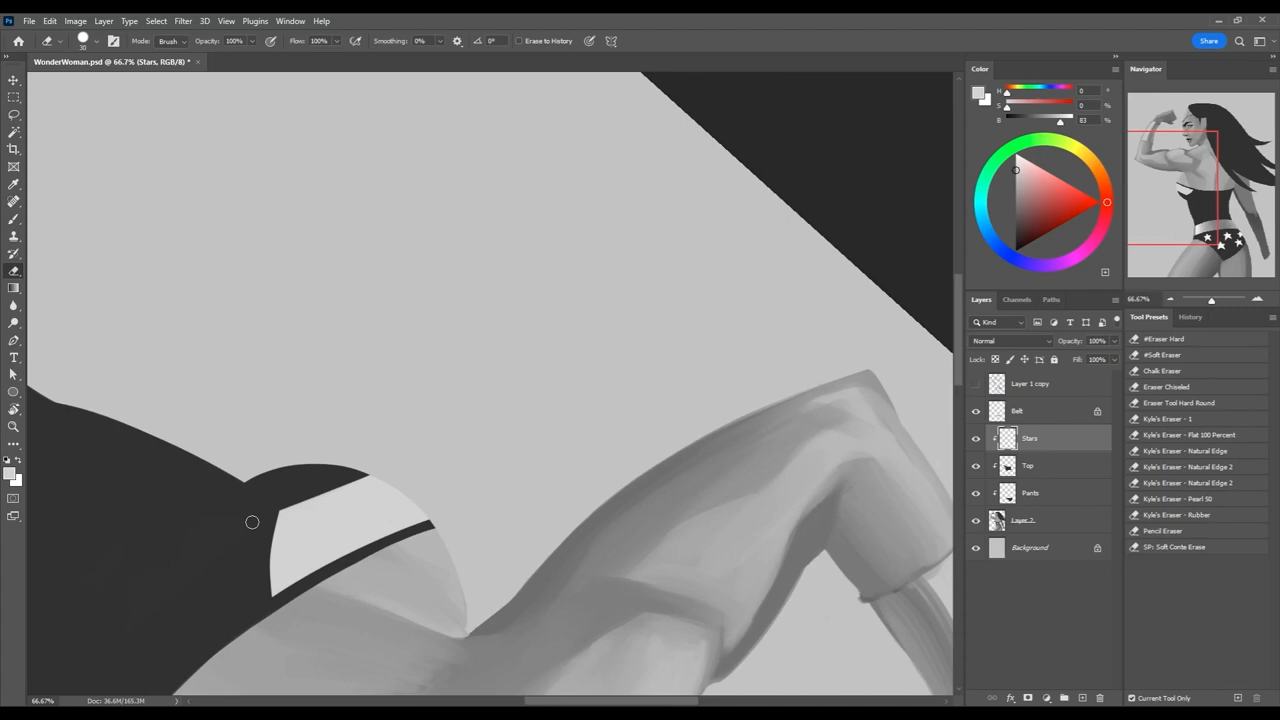 Ps File Edit Image Layer Type Select Filter 3D View Plugins Window Help
30 Mode: Brush Opacity: 100% Flow: 100% Smoothing: 0% 0° Erase to History Share
WonderWoman.psd @ 66.7% (Stars, RGB/8) * ×
Color
H 0 °
S 0 %
B 83 %
Navigator
66.67%
Layers Channels Paths
Kind
Normal Opacity: 100%
Lock: Fill: 100%
Layer 1 copy
Belt
Stars
Top
Pants
Layer 2
Background
Tool Presets History
#Eraser Hard
#Soft Eraser
Chalk Eraser
Eraser Chiseled
Eraser Tool Hard Round
Kyle's Eraser - 1
Kyle's Eraser - Flat 100 Percent
Kyle's Eraser - Natural Edge
Kyle's Eraser - Natural Edge 2
Kyle's Eraser - Natural Edge 2
Kyle's Eraser - Pearl 50
Kyle's Eraser - Rubber
Pencil Eraser
SP: Soft Conte Erase
Current Tool Only
66.67% Doc: 36.6M/165.3M